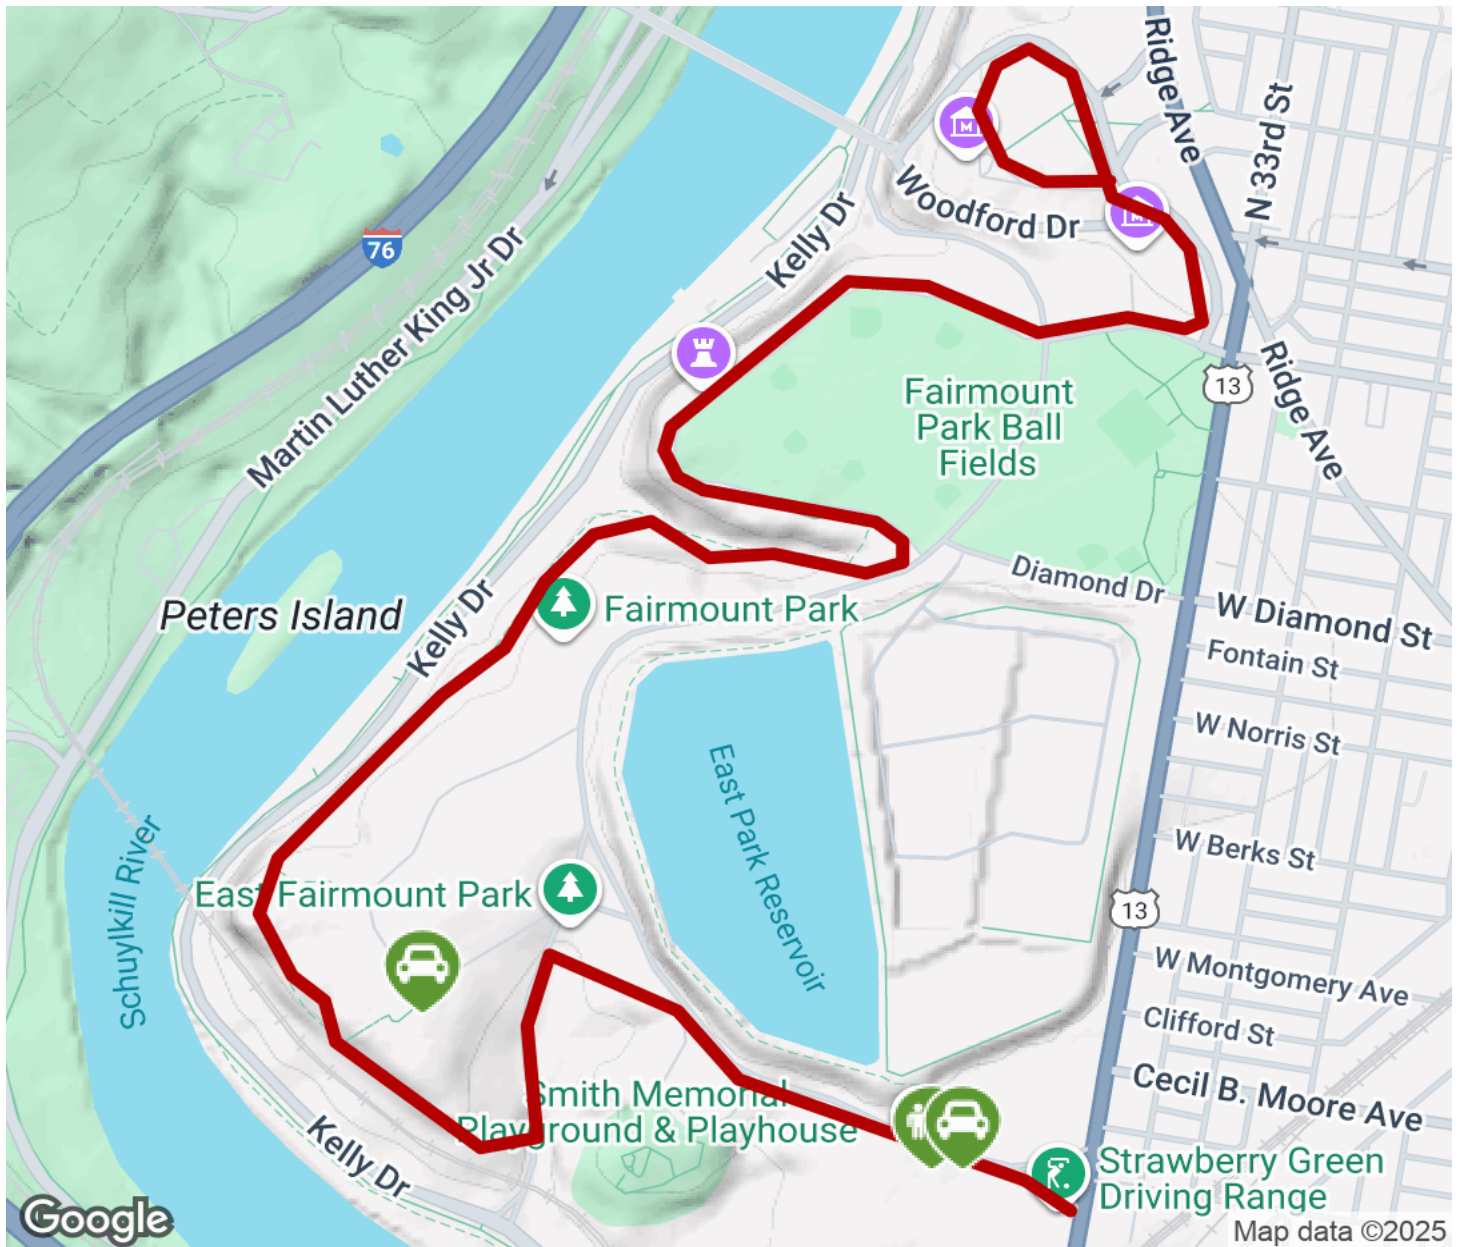 Ridge Ave
N 33rd St
76
Woodford Dr
Kelly Dr
Martin Luther King Jr Dr
13
Ridge Ave
Fairmount
Park Ball
Fields
Diamond Dr
Peters Island
Kelly Dr
Fairmount Park
W Diamond St
Fontain St
W Norris St
East Park Reservoir
W Berks St
Schuylkill River
East Fairmount Park
13
W Montgomery Ave
Clifford St
Cecil B. Moore Ave
Smith Memorial
Playground & Playhouse
Kelly Dr
Strawberry Green
Driving Range
Google
Map data ©2025